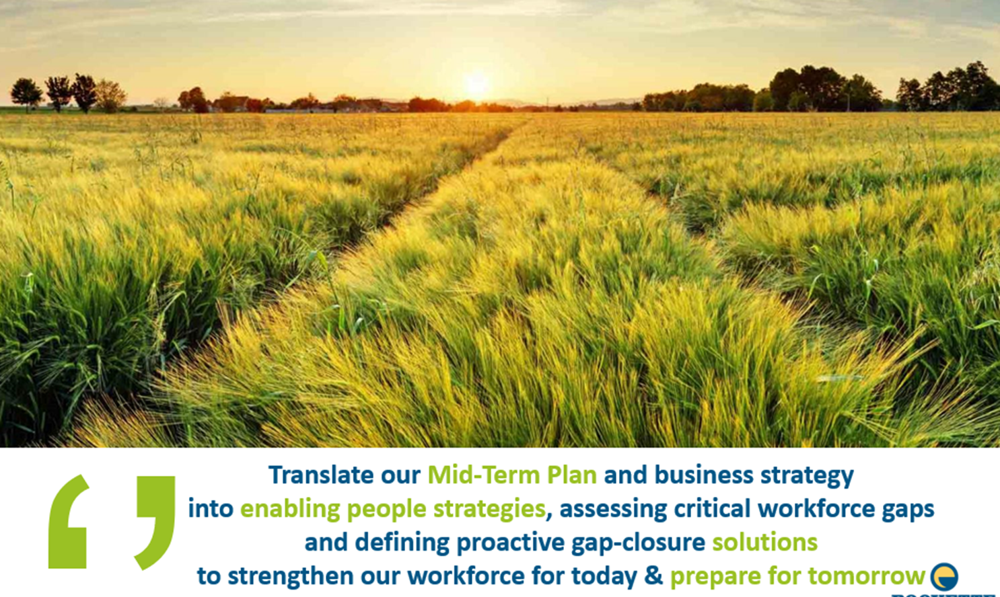 ‘ ’
Translate our Mid-Term Plan and business strategy
into enabling people strategies, assessing critical workforce gaps
and defining proactive gap-closure solutions
to strengthen our workforce for today & prepare for tomorrow